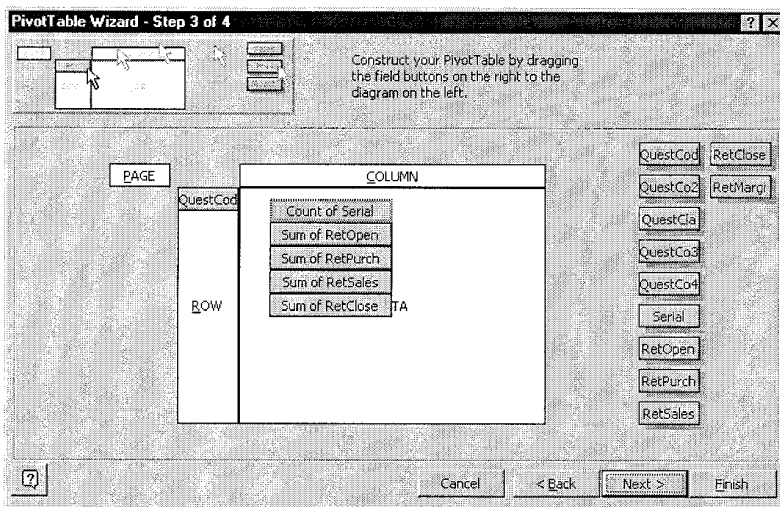 PivotTable Wizard - Step 3 of 4
Construct your PivotTable by dragging
the field buttons on the right to the
diagram on the left.
PAGE
COLUMN
QuestCod
ROW
Count of Serial
Sum of RetOpen
Sum of RetPurch
Sum of RetSales
Sum of RetClose
TA
QuestCod
RetClose
QuestCo2
RetMargi
QuestCla
QuestCo3
QuestCo4
Serial
RetOpen
RetPurch
RetSales
?
Cancel
< Back
Next >
Finish